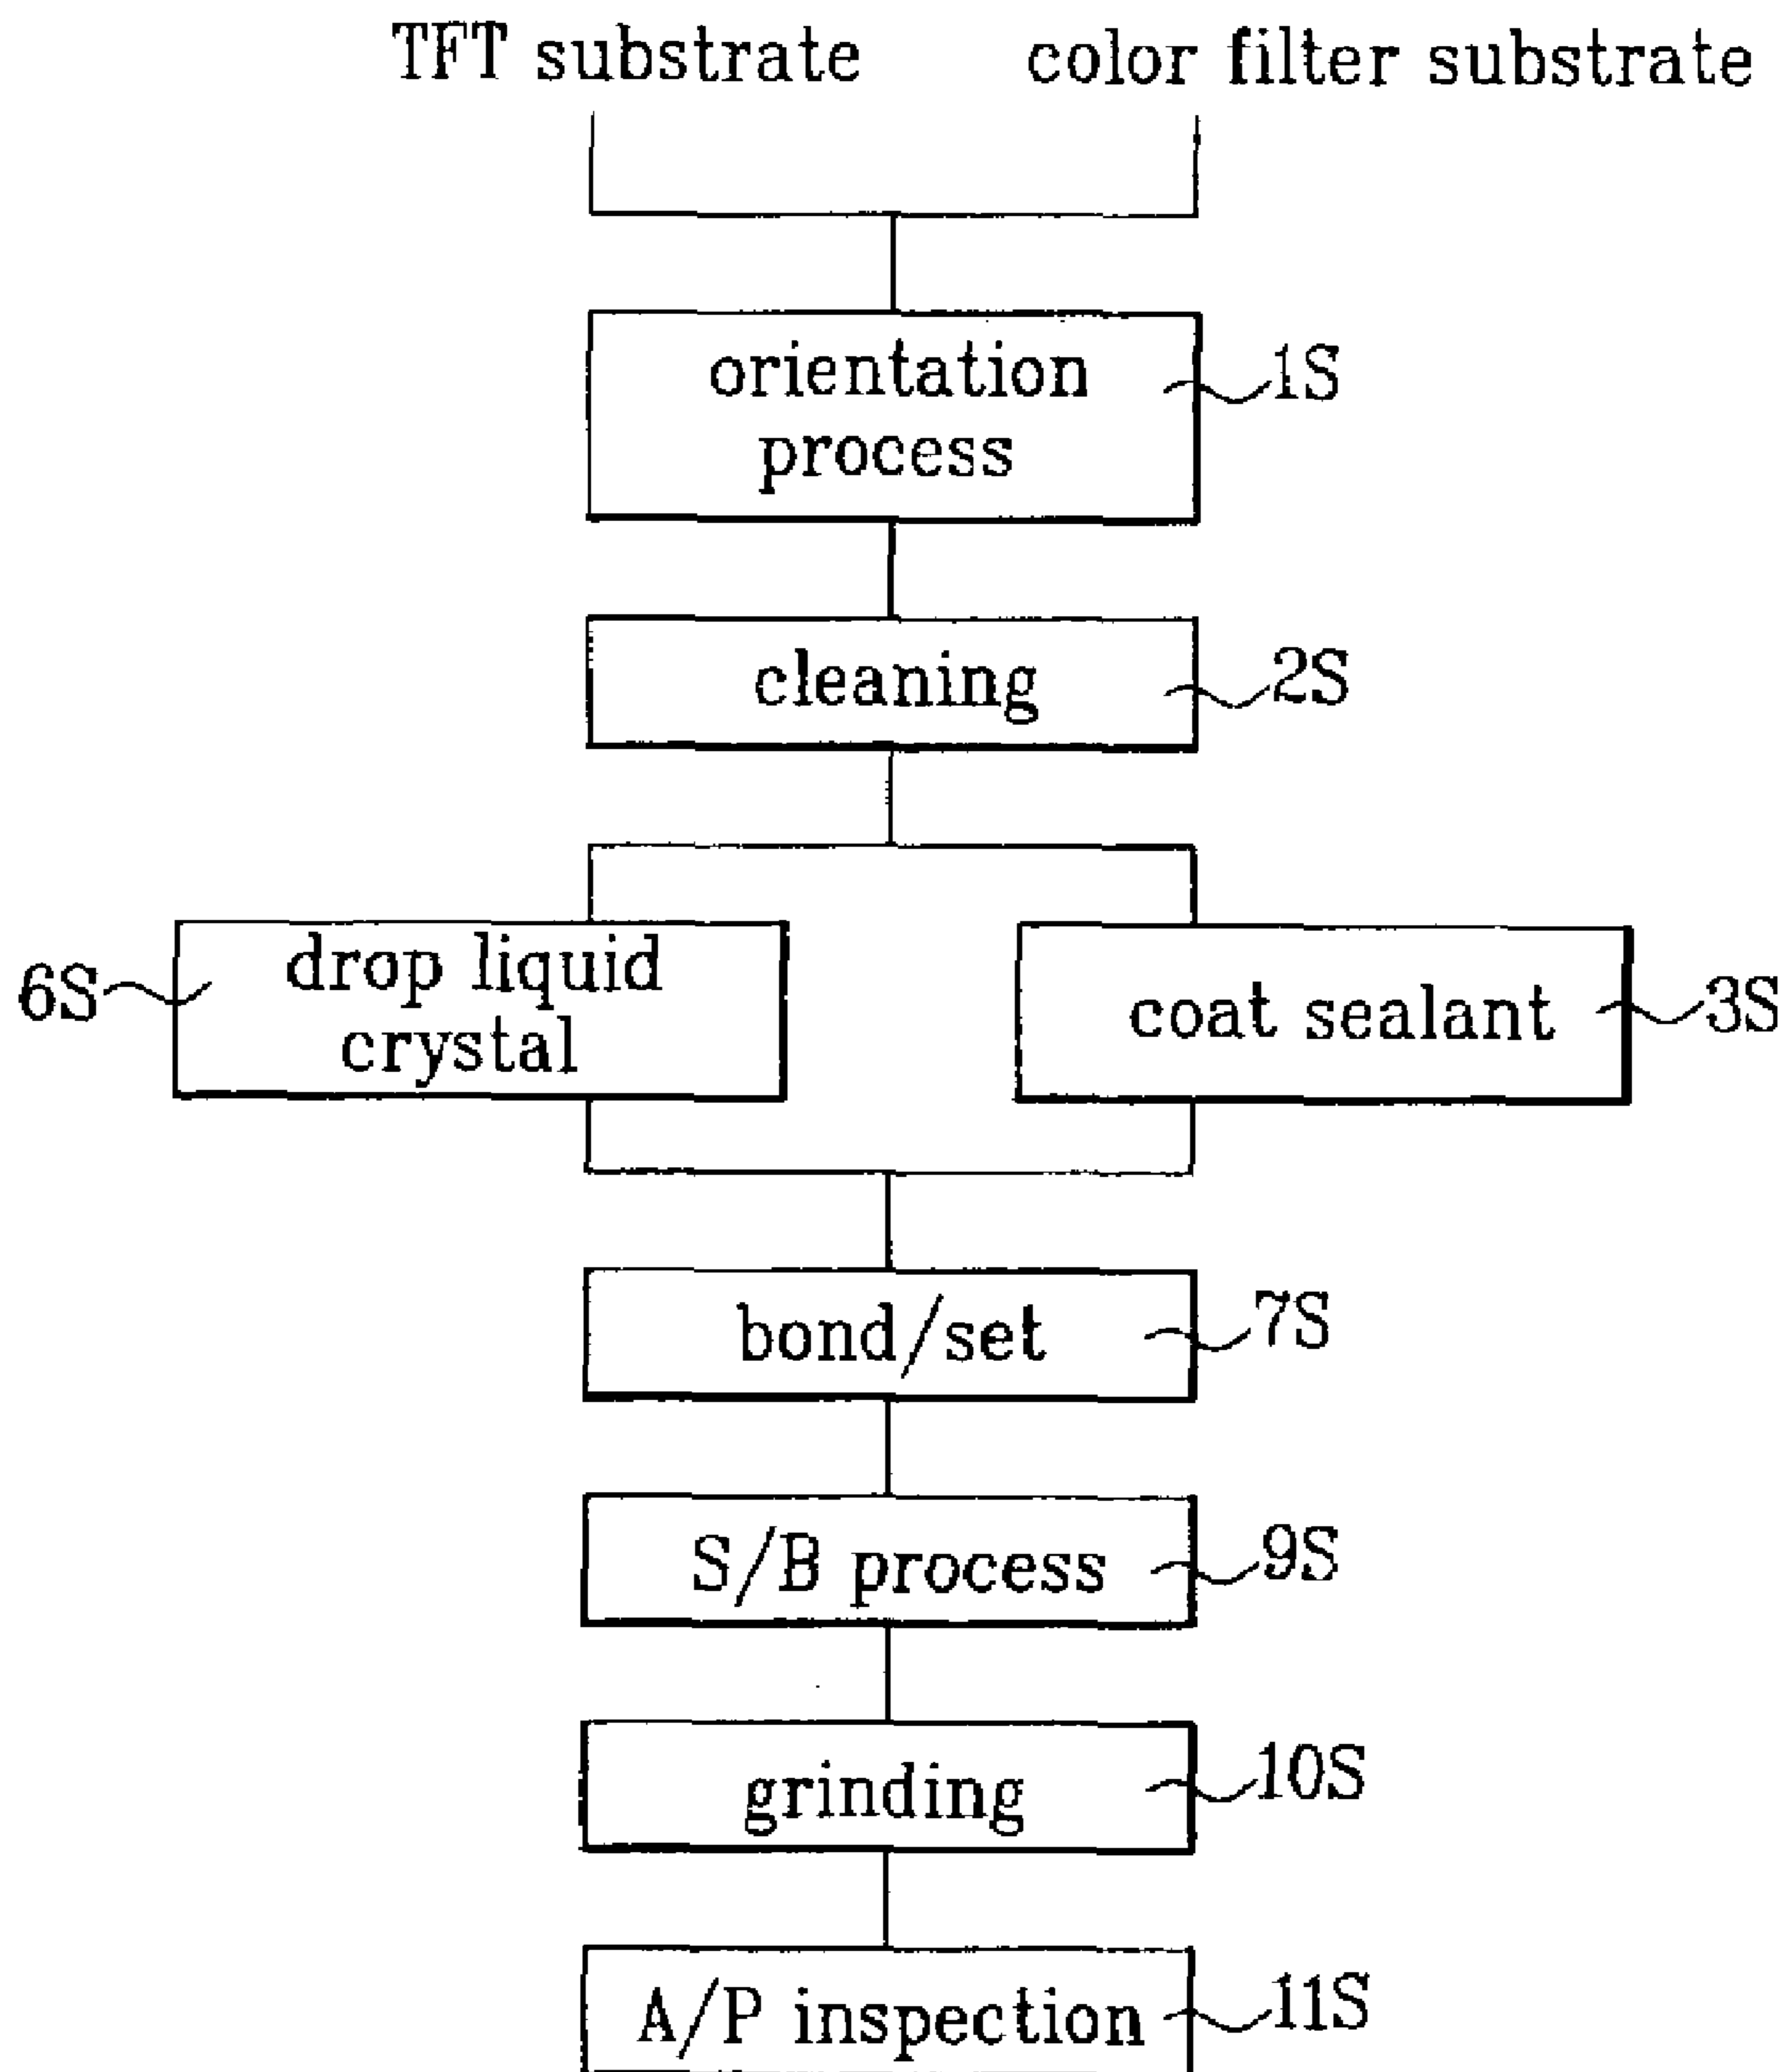 TFT substrate
color filter substrate
orientation
process
1S
cleaning
2S
6S
drop liquid
crystal
coat sealant
3S
bond/set
7S
S/B process
9S
grinding
10S
A/P inspection
11S